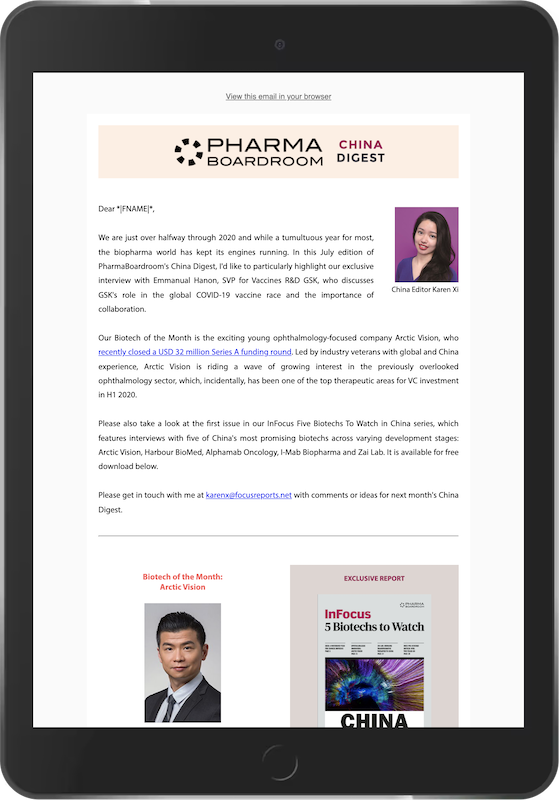 View this email in your browser
PHARMA
BOARDROOM
CHINA
DIGEST
Dear *|FNAME|*,
We are just over halfway through 2020 and while a tumultuous year for most,
the biopharma world has kept its engines running. In this July edition of
PharmaBoardroom's China Digest, I'd like to particularly highlight our exclusive
interview with Emmanual Hanon, SVP for Vaccines R&D GSK, who discusses
GSK's role in the global COVID-19 vaccine race and the importance of
collaboration.
China Editor Karen Xi
Our Biotech of the Month is the exciting young ophthalmology-focused company Arctic Vision, who
recently closed a USD 32 million Series A funding round. Led by industry veterans with global and China
experience, Arctic Vision is riding a wave of growing interest in the previously overlooked
ophthalmology sector, which, incidentally, has been one of the top therapeutic areas for VC investment
in H1 2020.
Please also take a look at the first issue in our InFocus Five Biotechs To Watch in China series, which
features interviews with five of China's most promising biotechs across varying development stages:
Arctic Vision, Harbour BioMed, Alphamab Oncology, I-Mab Biopharma and Zai Lab. It is available for free
download below.
Please get in touch with me at karenx@focusreports.net with comments or ideas for next month's China
Digest.
Biotech of the Month:
Arctic Vision
EXCLUSIVE REPORT
PHARMA
BOARDROOM
InFocus
5 Biotechs to Watch
CHINA